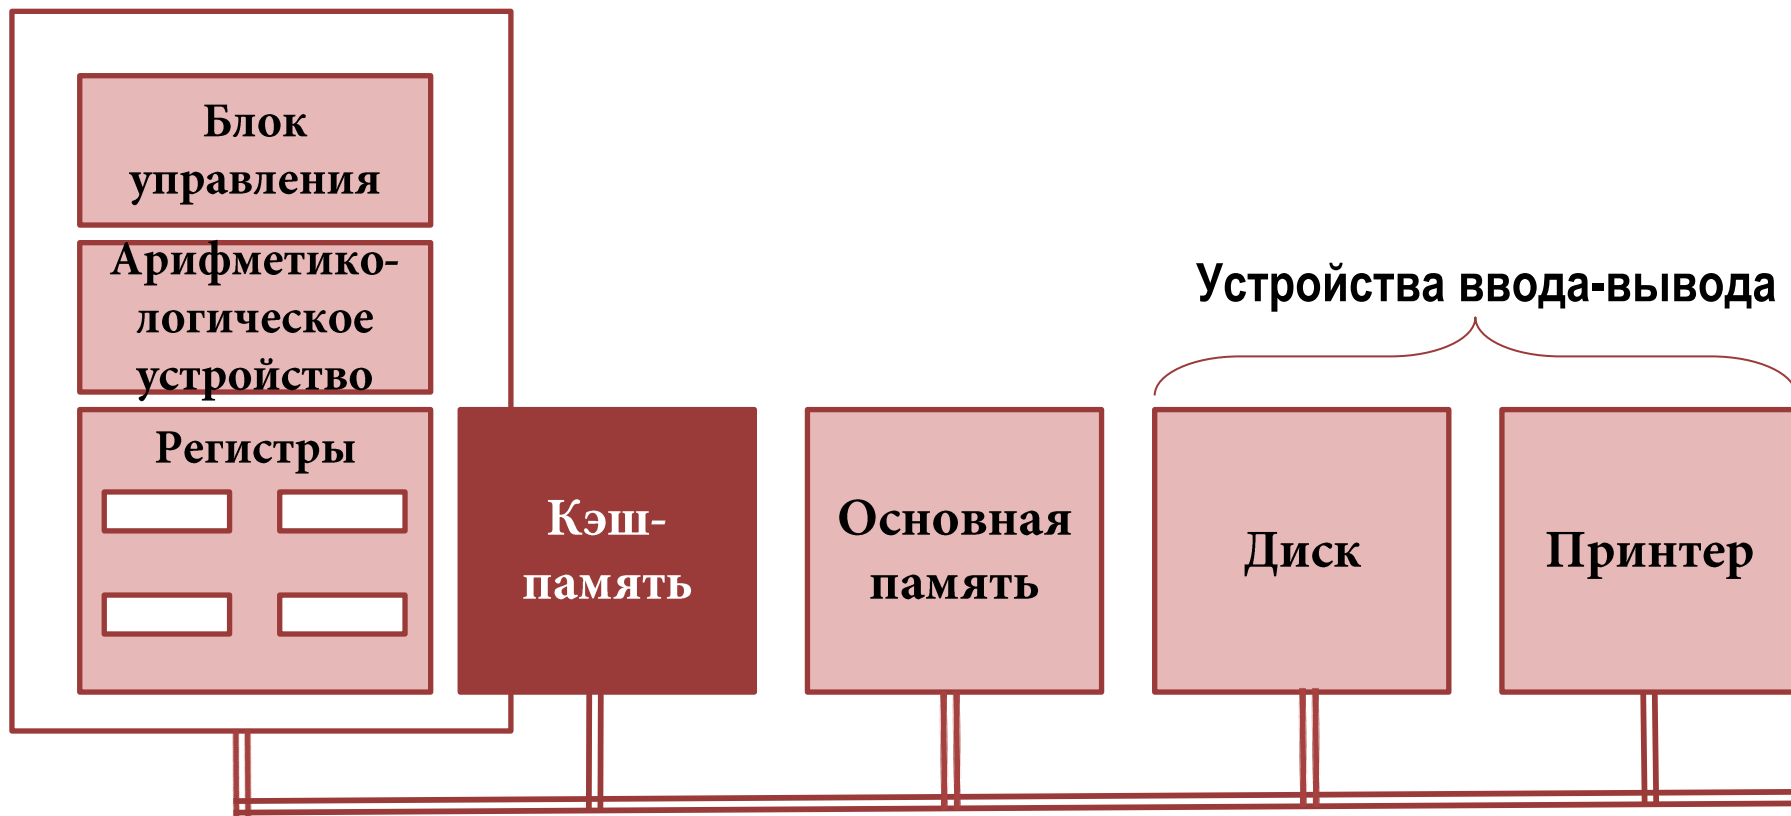 Блок
управления
Арифметико-
логическое
устройство
Регистры
Кэш-
память
Основная
память
Устройства ввода-вывода
Диск
Принтер